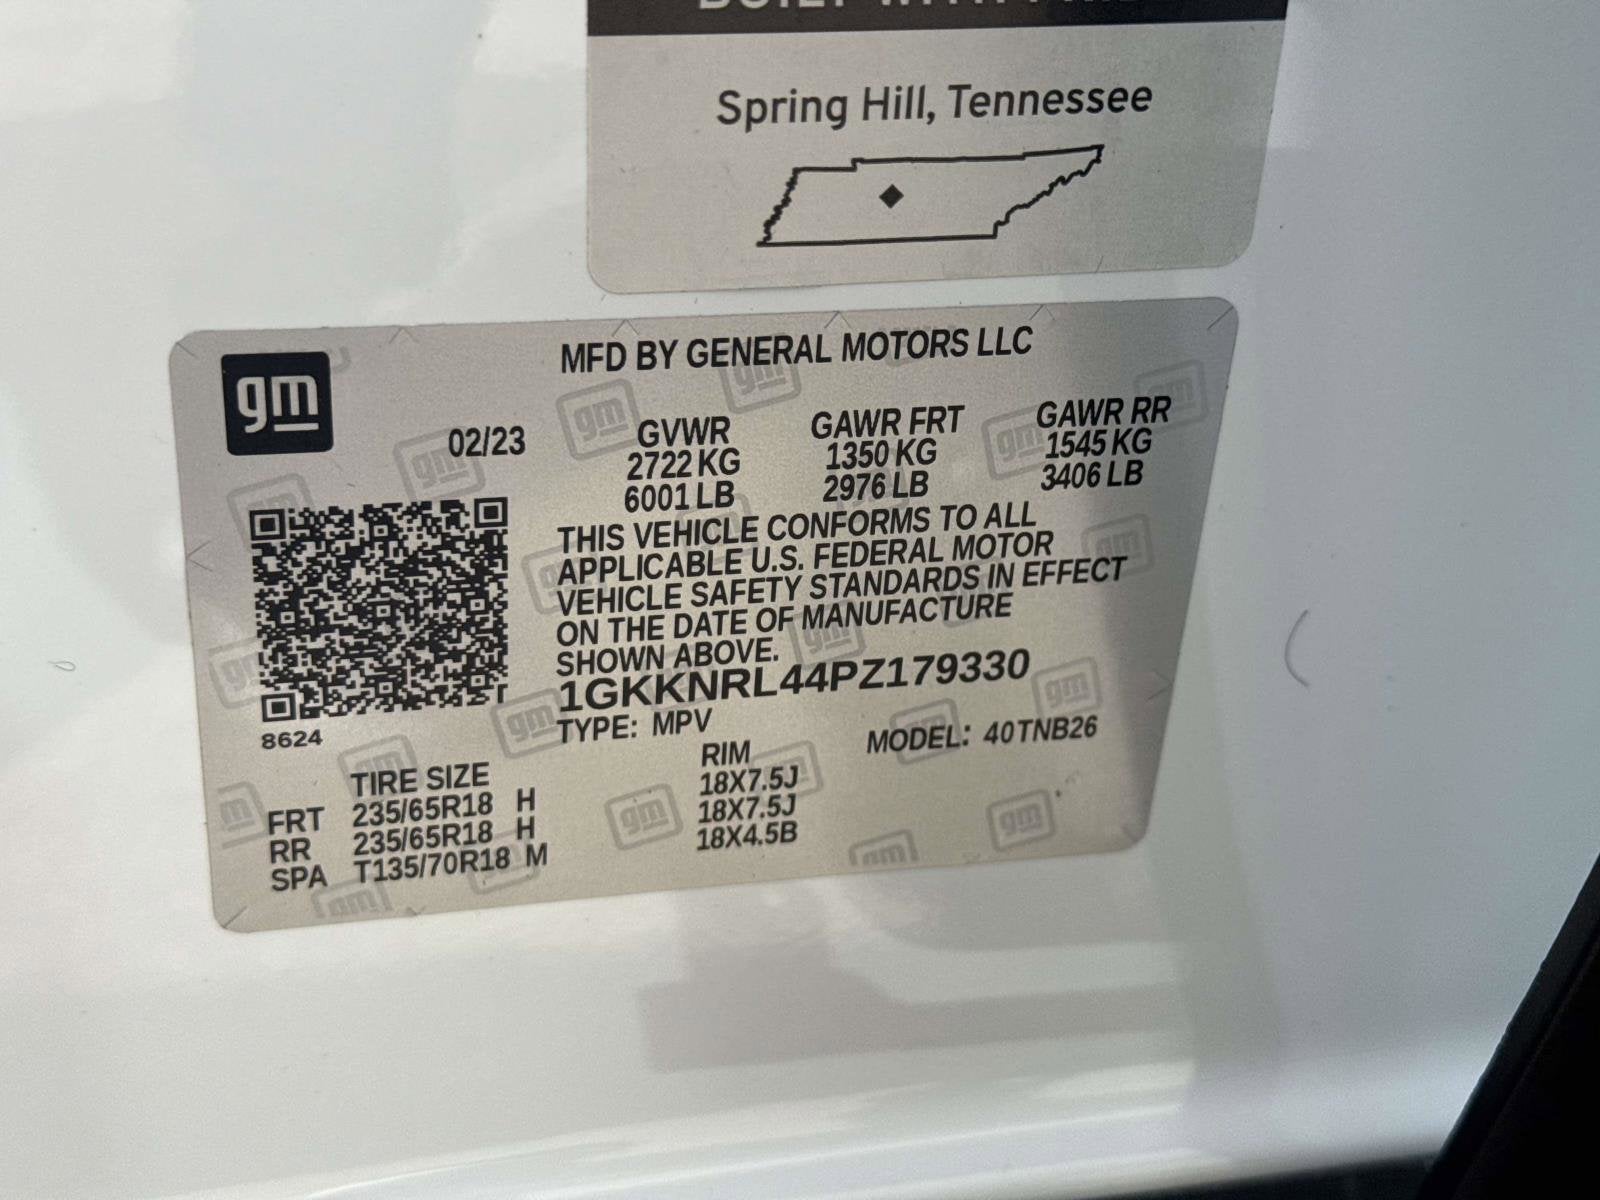 BUILT WITH PRIDE
Spring Hill, Tennessee
gm
MFD BY GENERAL MOTORS LLC
02/23
GVWR GAWR FRT GAWR RR
2722 KG 1350 KG 1545 KG
6001 LB 2976 LB 3406 LB
THIS VEHICLE CONFORMS TO ALL
APPLICABLE U.S. FEDERAL MOTOR
VEHICLE SAFETY STANDARDS IN EFFECT
ON THE DATE OF MANUFACTURE
SHOWN ABOVE.
1GKKNRL44PZ179330
8624
TYPE: MPV MODEL: 40TNB26
TIRE SIZE RIM
FRT 235/65R18 H 18X7.5J
RR 235/65R18 H 18X7.5J
SPA T135/70R18 M 18X4.5B